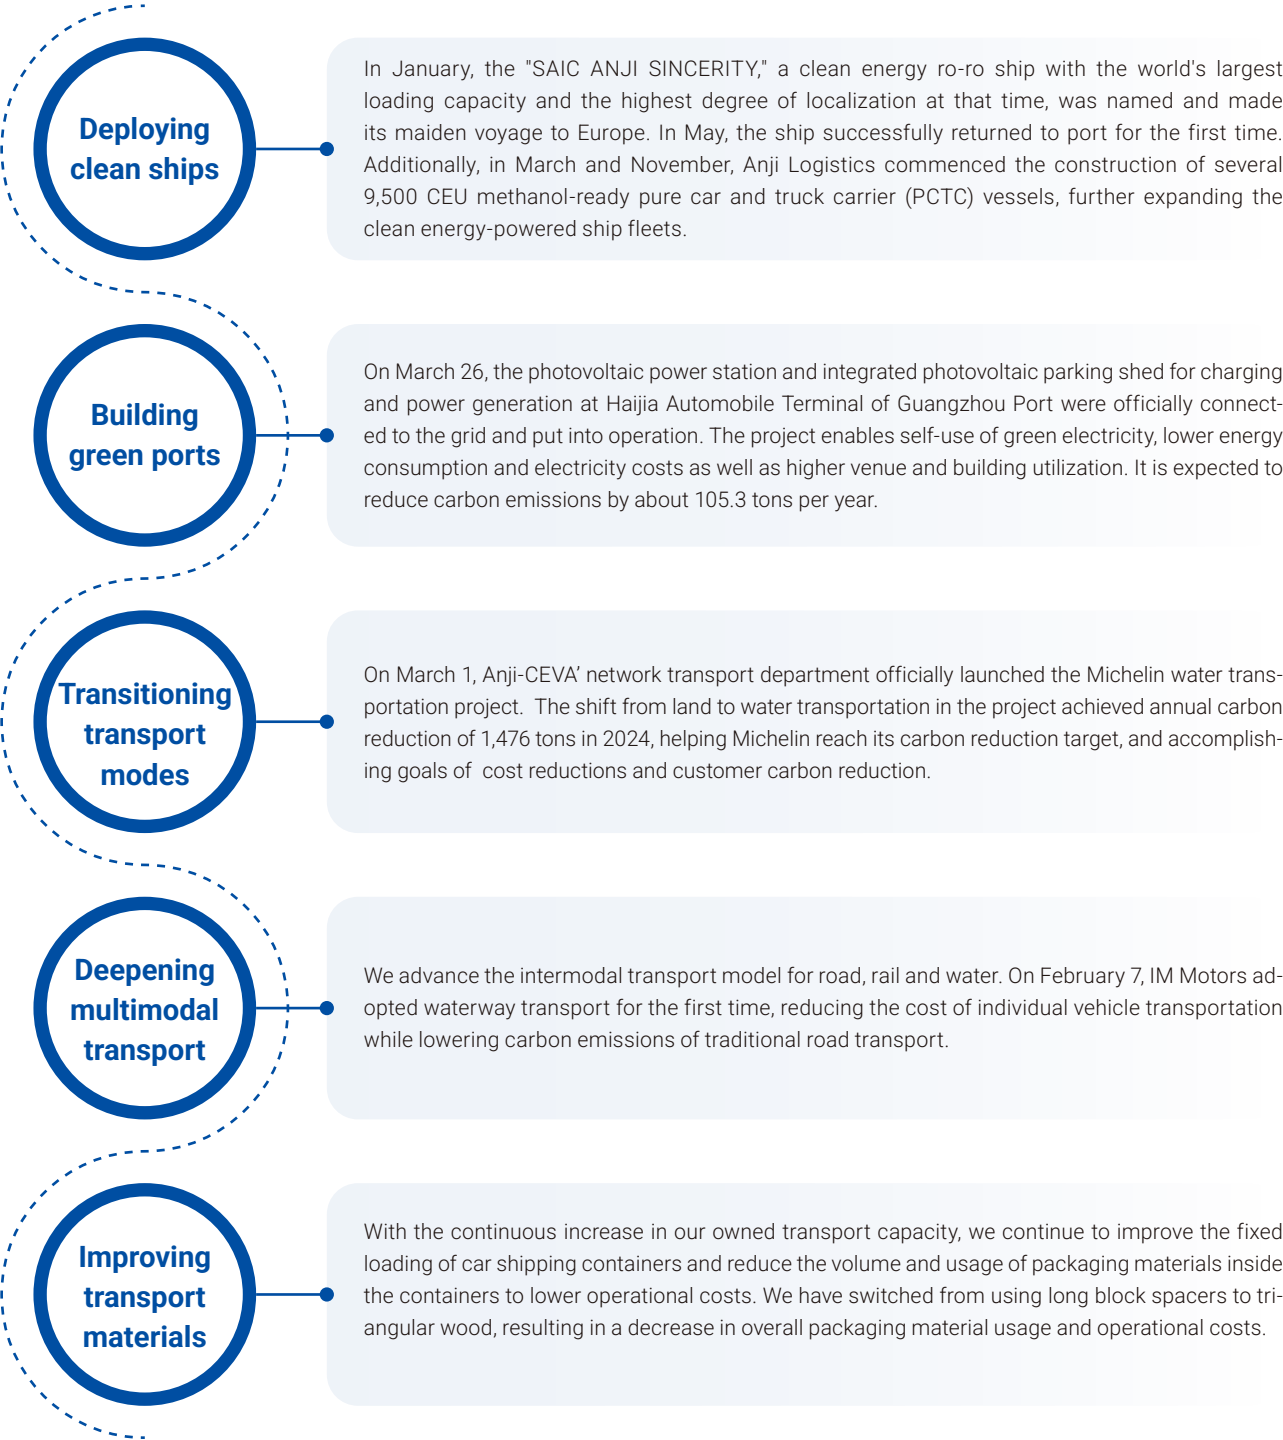 Deploying
clean ships
In January, the "SAIC ANJI SINCERITY," a clean energy ro-ro ship with the world's largest
loading capacity and the highest degree of localization at that time, was named and made
its maiden voyage to Europe. In May, the ship successfully returned to port for the first time.
Additionally, in March and November, Anji Logistics commenced the construction of several
9,500 CEU methanol-ready pure car and truck carrier (PCTC) vessels, further expanding the
clean energy-powered ship fleets.
Building
green ports
On March 26, the photovoltaic power station and integrated photovoltaic parking shed for charging
and power generation at Haijia Automobile Terminal of Guangzhou Port were officially connect-
ed to the grid and put into operation. The project enables self-use of green electricity, lower energy
consumption and electricity costs as well as higher venue and building utilization. It is expected to
reduce carbon emissions by about 105.3 tons per year.
Transitioning
transport
modes
On March 1, Anji-CEVA’ network transport department officially launched the Michelin water trans-
portation project.  The shift from land to water transportation in the project achieved annual carbon
reduction of 1,476 tons in 2024, helping Michelin reach its carbon reduction target, and accomplish-
ing goals of  cost reductions and customer carbon reduction.
Deepening
multimodal
transport
We advance the intermodal transport model for road, rail and water. On February 7, IM Motors ad-
opted waterway transport for the first time, reducing the cost of individual vehicle transportation
while lowering carbon emissions of traditional road transport.
Improving
transport
materials
With the continuous increase in our owned transport capacity, we continue to improve the fixed
loading of car shipping containers and reduce the volume and usage of packaging materials inside
the containers to lower operational costs. We have switched from using long block spacers to tri-
angular wood, resulting in a decrease in overall packaging material usage and operational costs.